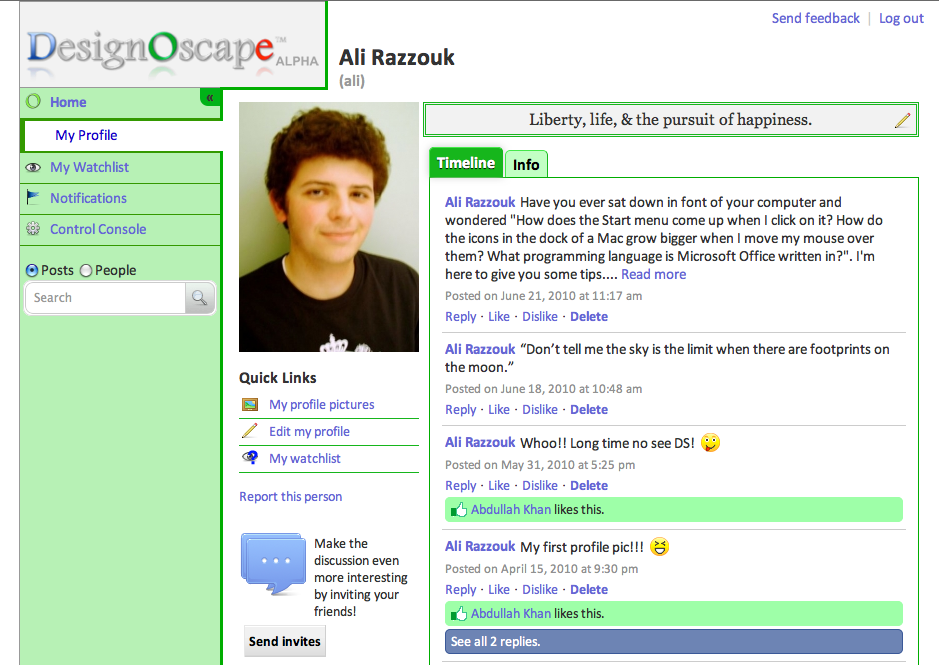 Send feedback | Log out
DesignOscape™ ALPHA
Ali Razzouk
(ali)
«
Home
My Profile
My Watchlist
Notifications
Control Console
Posts People
Search
Quick Links
My profile pictures
Edit my profile
My watchlist
Report this person
Make the
discussion even
more interesting
by inviting your
friends!
Send invites
Liberty, life, & the pursuit of happiness.
Timeline Info
Ali Razzouk Have you ever sat down in font of your computer and
wondered "How does the Start menu come up when I click on it? How do
the icons in the dock of a Mac grow bigger when I move my mouse over
them? What programming language is Microsoft Office written in?". I'm
here to give you some tips.... Read more
Posted on June 21, 2010 at 11:17 am
Reply · Like · Dislike · Delete
Ali Razzouk “Don’t tell me the sky is the limit when there are footprints on
the moon.”
Posted on June 18, 2010 at 10:48 am
Reply · Like · Dislike · Delete
Ali Razzouk Whoo!! Long time no see DS!
Posted on May 31, 2010 at 5:25 pm
Reply · Like · Dislike · Delete
Abdullah Khan likes this.
Ali Razzouk My first profile pic!!!
Posted on April 15, 2010 at 9:30 pm
Reply · Like · Dislike · Delete
Abdullah Khan likes this.
See all 2 replies.